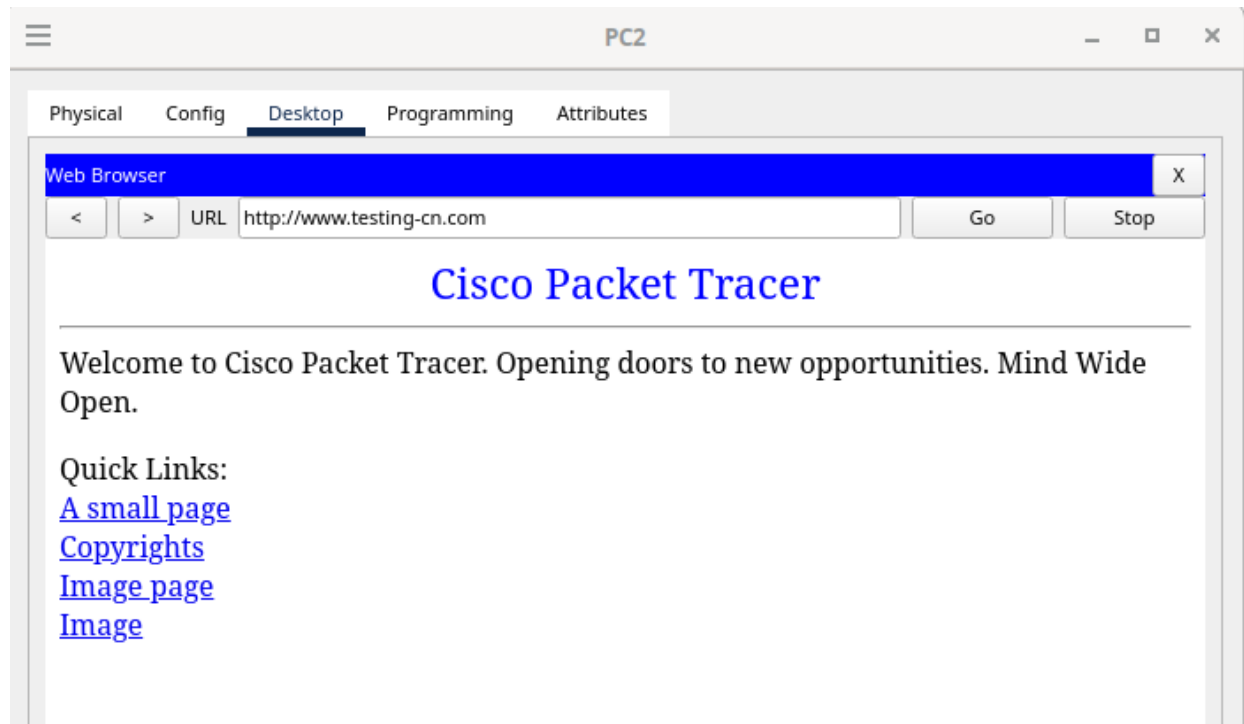 PC2
Physical Config Desktop Programming Attributes
Web Browser X
< > URL http://www.testing-cn.com Go Stop
Cisco Packet Tracer
Welcome to Cisco Packet Tracer. Opening doors to new opportunities. Mind Wide
Open.
Quick Links:
A small page
Copyrights
Image page
Image